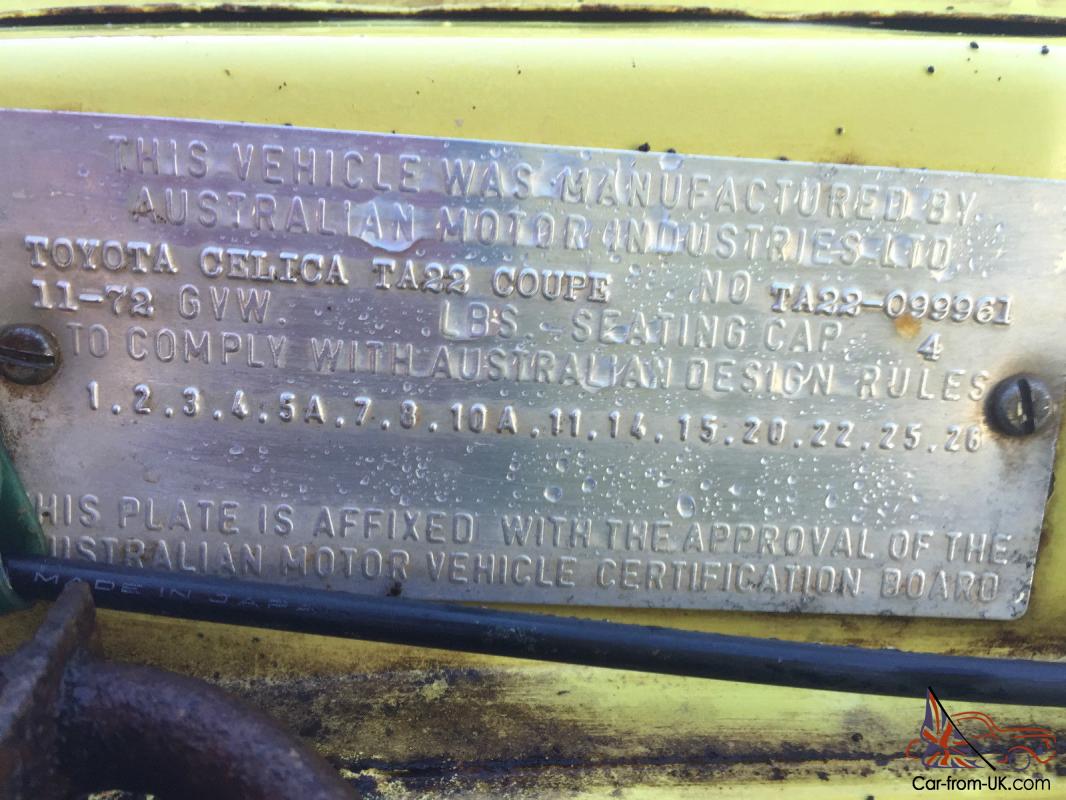 THIS VEHICLE WAS MANUFACTURED BY
AUSTRALIAN MOTOR INDUSTRIES LTD
TOYOTA CELICA TA22 COUPE NO TA22-099961
11-72 GVW. LBS - SEATING CAP 4
TO COMPLY WITH AUSTRALIAN DESIGN RULES
1.2.3.4.5A.7.8.10A.11.14.15.20.22.25.26
HIS PLATE IS AFFIXED WITH THE APPROVAL OF THE
AUSTRALIAN MOTOR VEHICLE CERTIFICATION BOARD
MADE IN JAPAN
Car-from-UK.com